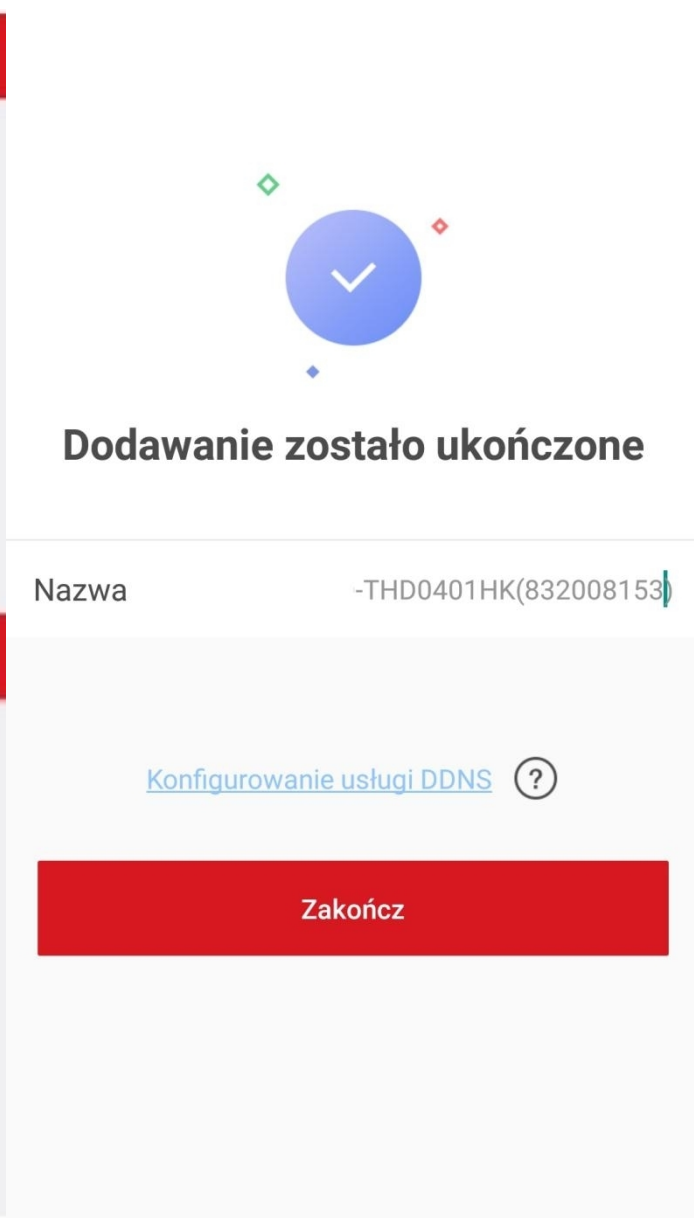 Dodawanie zostało ukończone
Nazwa -THD0401HK(832008153)
Konfigurowanie usługi DDNS ?
Zakończ